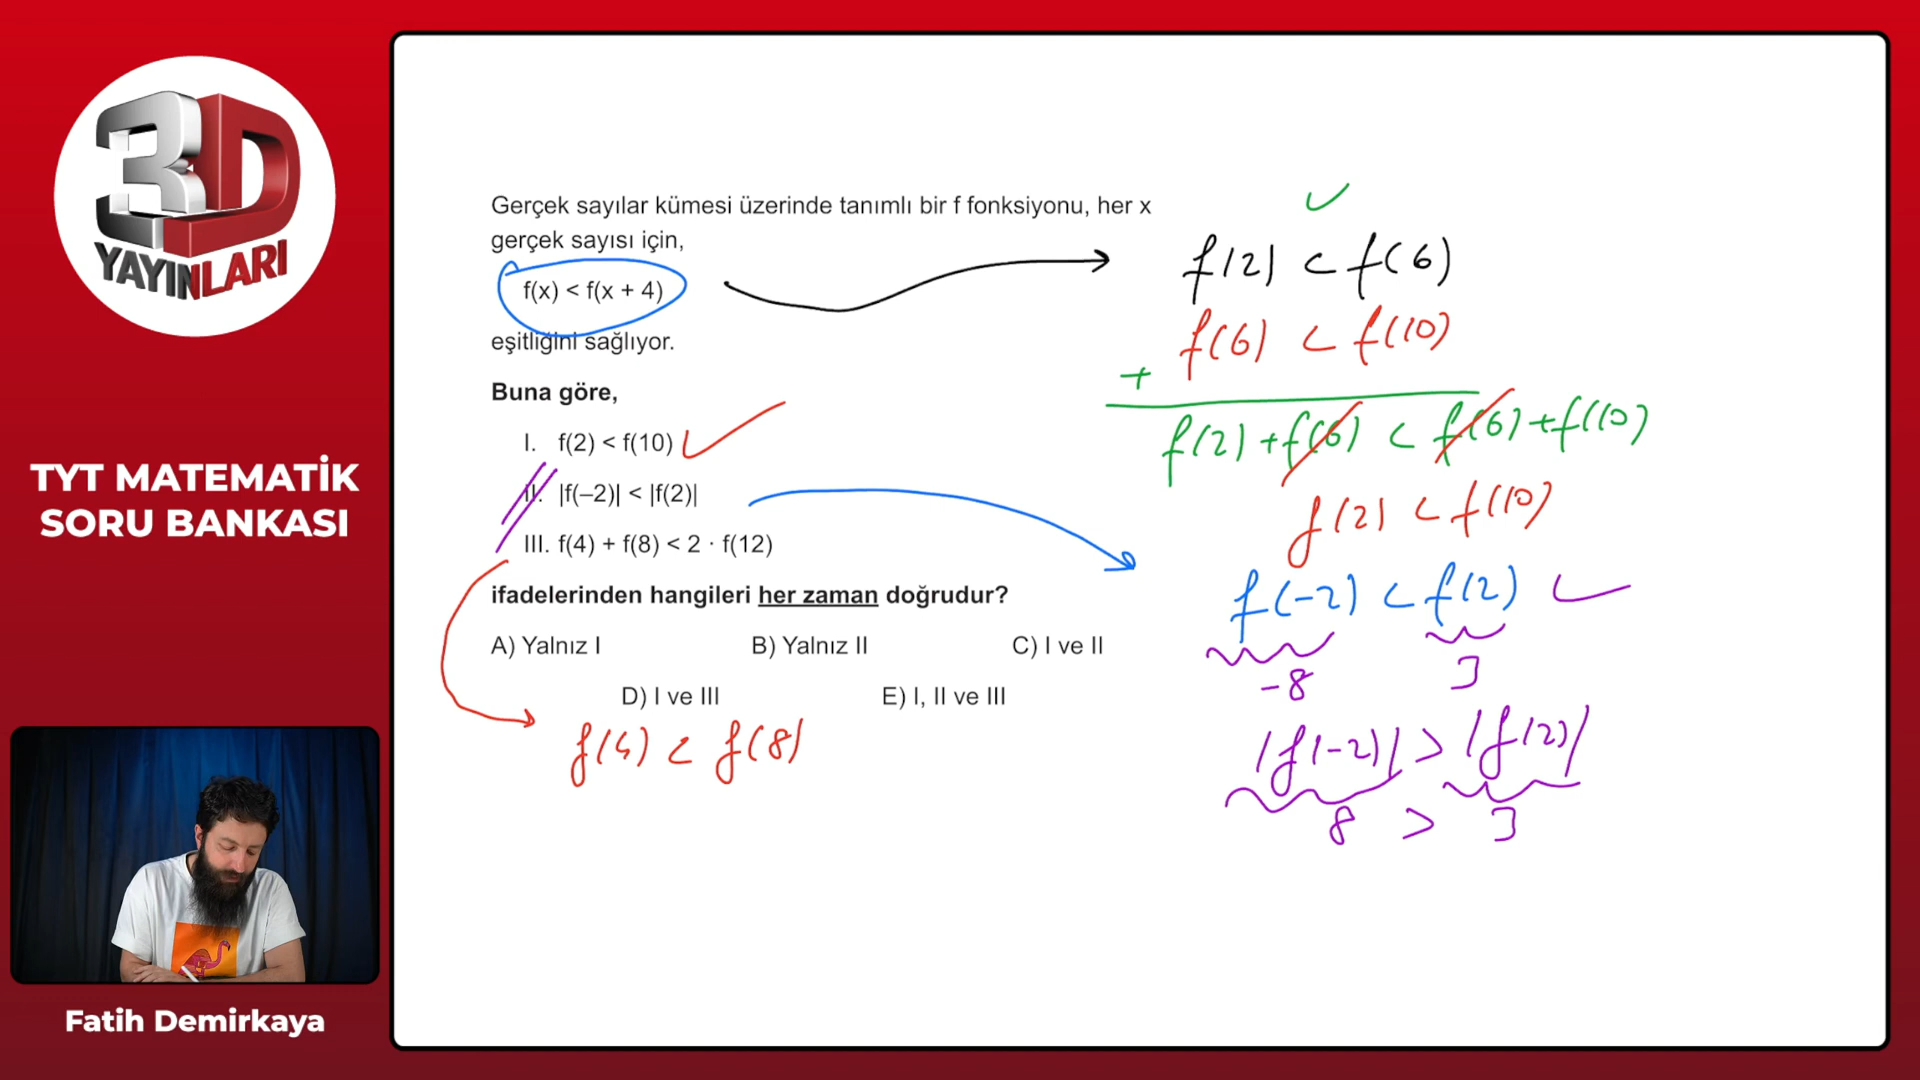 3D
YAYINLARI
TYT MATEMATİK
SORU BANKASI
Fatih Demirkaya
Gerçek sayılar kümesi üzerinde tanımlı bir f fonksiyonu, her x
gerçek sayısı için,
f(x) < f(x + 4)
eşitliğini sağlıyor.
Buna göre,
I. f(2) < f(10)
II. |f(–2)| < |f(2)|
III. f(4) + f(8) < 2 · f(12)
ifadelerinden hangileri her zaman doğrudur?
A) Yalnız I B) Yalnız II C) I ve II
D) I ve III E) I, II ve III
f(4) < f(8)
f(2) < f(6)
f(6) < f(10)
+
f(2) + f(6) < f(6) + f(10)
f(2) < f(10)
f(-2) < f(2)
-8 3
|f(-2)| > |f(2)|
8 > 3